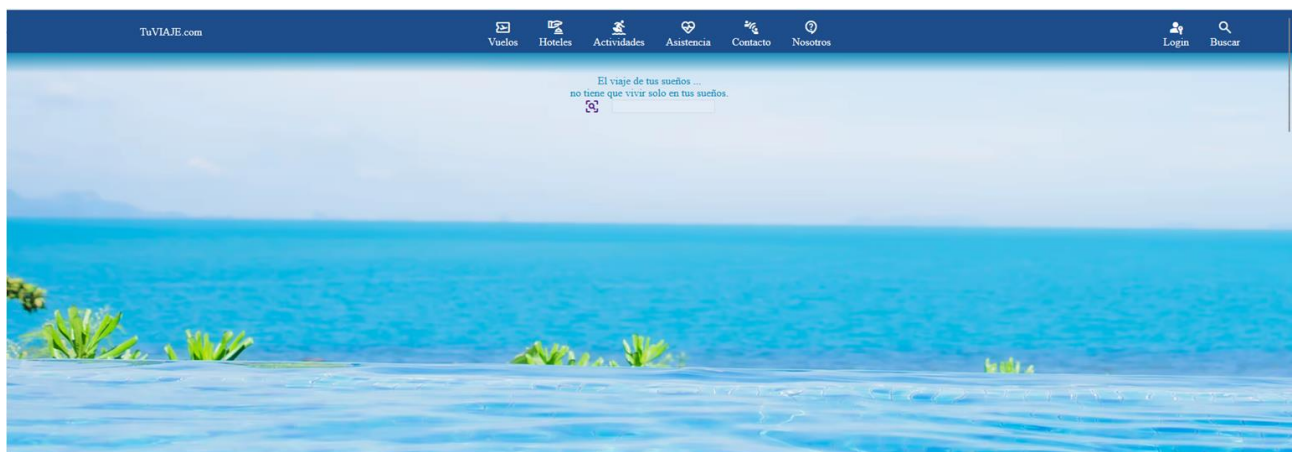 TuVIAJE.com
Vuelos Hoteles Actividades Asistencia Contacto Nosotros
Login Buscar
El viaje de tus sueños ...
no tiene que vivir solo en tus sueños.